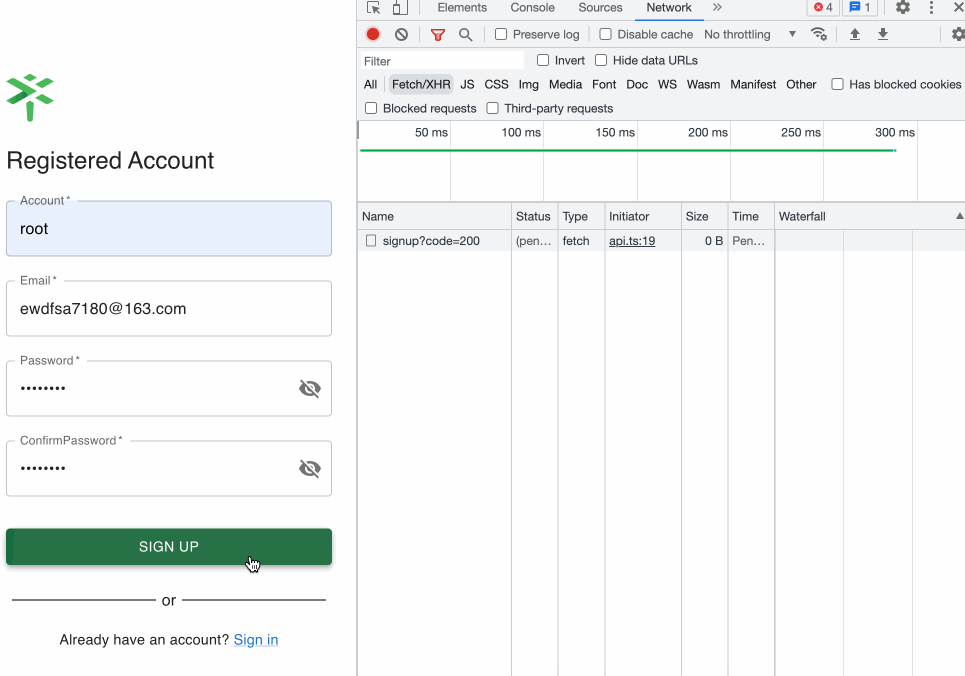 Registered Account
Account *
root
Email *
ewdfsa7180@163.com
Password *
••••••••
ConfirmPassword *
••••••••
SIGN UP
or
Already have an account? Sign in
Elements Console Sources Network » 4 1
Preserve log Disable cache No throttling
Filter Invert Hide data URLs
All Fetch/XHR JS CSS Img Media Font Doc WS Wasm Manifest Other Has blocked cookies
Blocked requests Third-party requests
50 ms 100 ms 150 ms 200 ms 250 ms 300 ms
Name Status Type Initiator Size Time Waterfall
signup?code=200 (pen... fetch api.ts:19 0 B Pen...